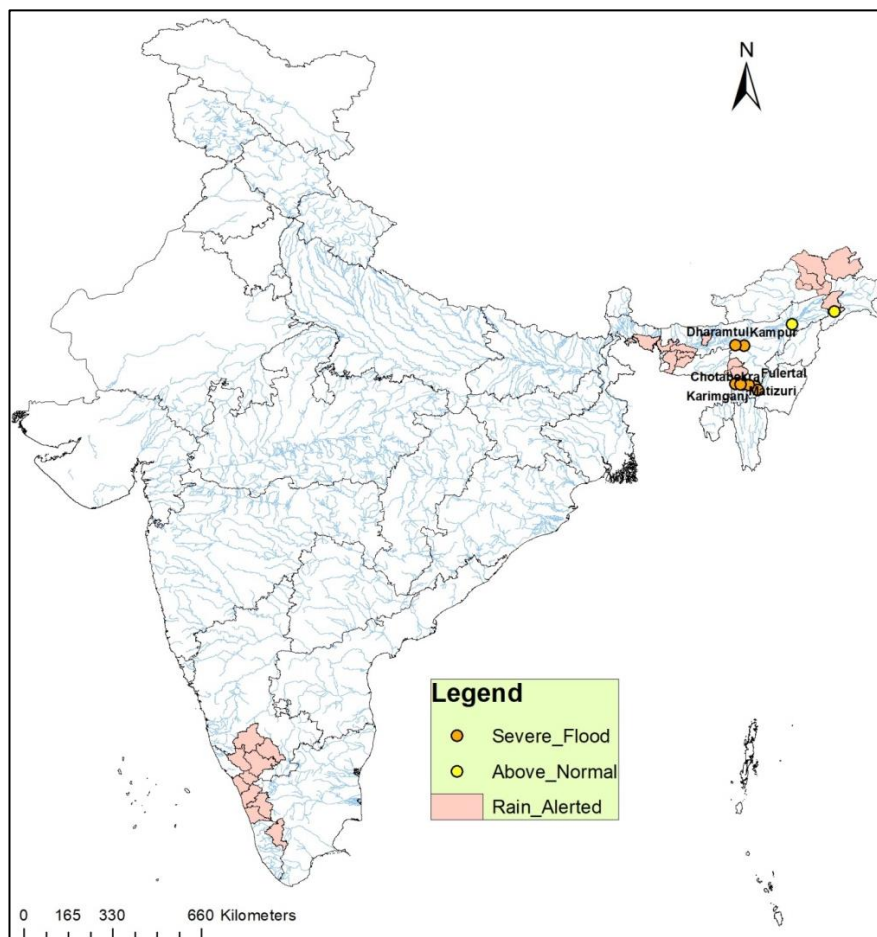 N
Dharamtul Kampur
Chotabekra Fulertal
Karimganj Matizuri
Legend
Severe_Flood
Above_Normal
Rain_Alerted
0 165 330 660 Kilometers